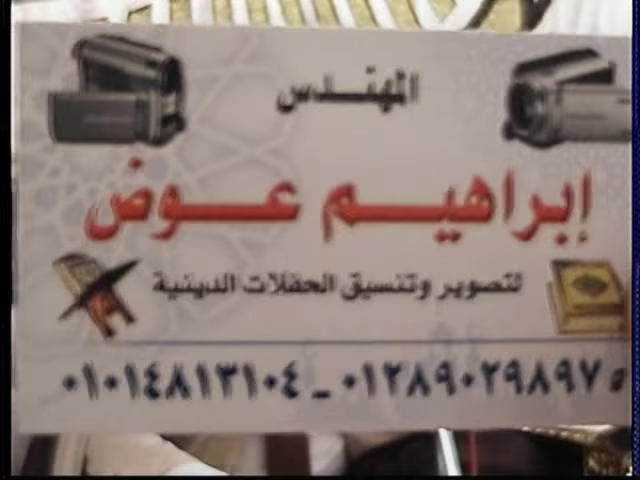 المهندس
إبراهيم عوض
لتصوير وتنسيق الحفلات الدينية
٠١٠١٤٨١٣١٠٤ - ٠١٢٨٩٠٢٩٨٩٧٥